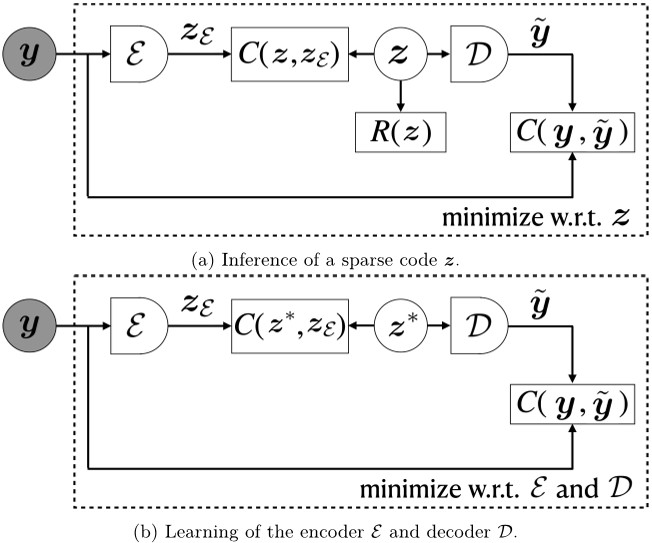 y ℰ z_ℰ C(z,z_ℰ) z 𝒟 ỹ
R(z) C(y,ỹ)
minimize w.r.t. z
(a) Inference of a sparse code z.
y ℰ z_ℰ C(z*,z_ℰ) z* 𝒟 ỹ
C(y,ỹ)
minimize w.r.t. ℰ and 𝒟
(b) Learning of the encoder ℰ and decoder 𝒟.